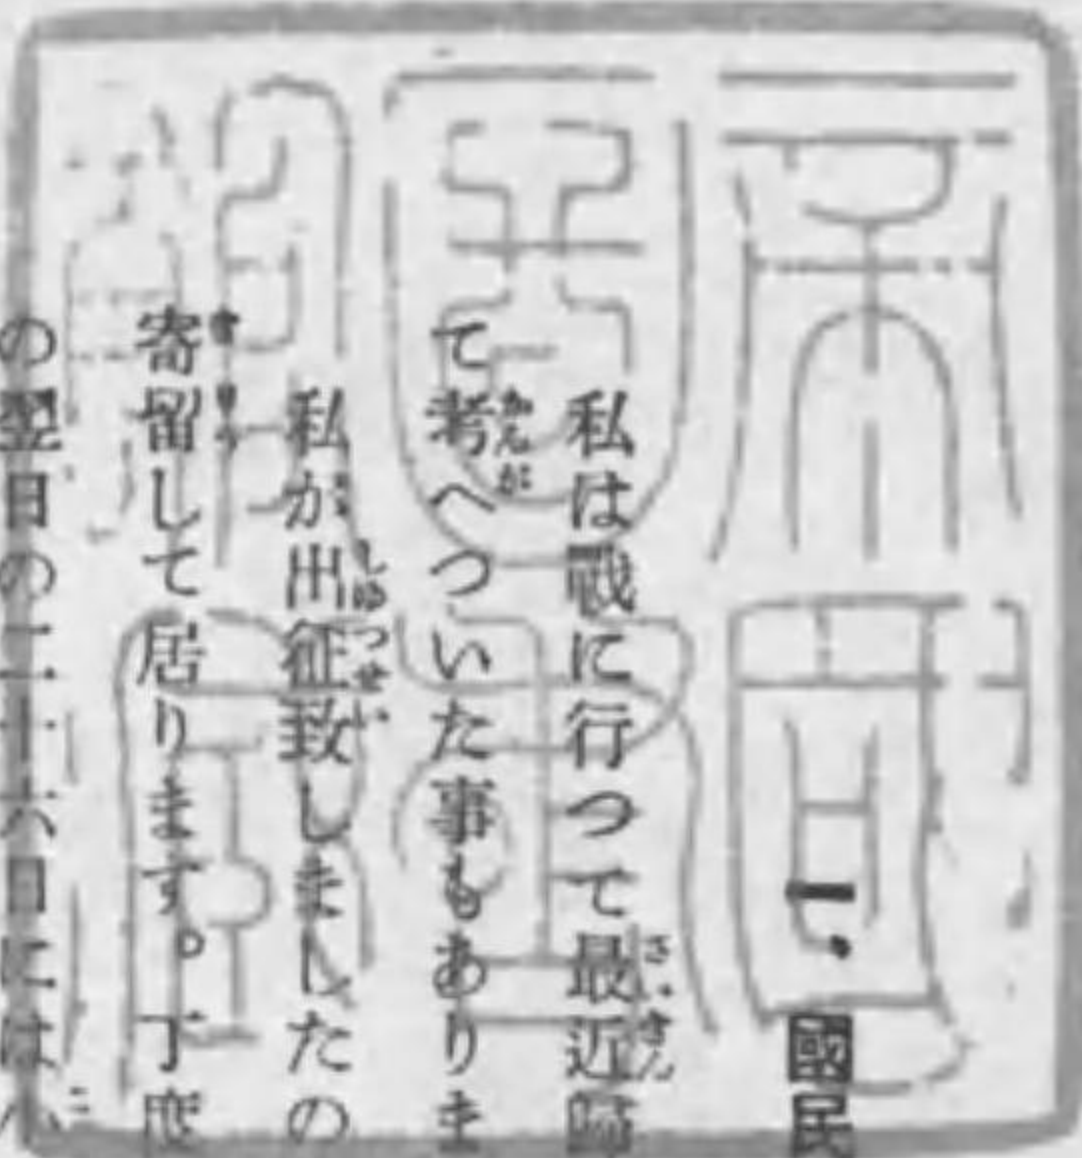 一、國民
私は戰に行つて最近歸
て考へついた事もありま
私が出征致しましたの
寄留して居ります。丁度
の翌日の二十六日には小